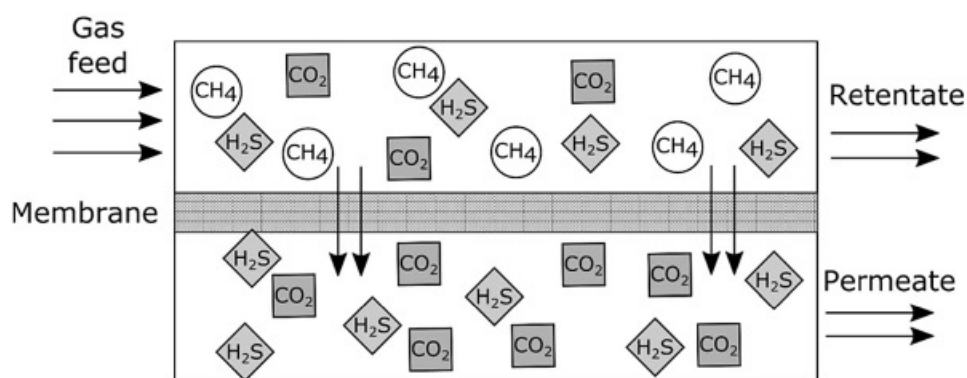 Gas
feed
CH4
CO2
CH4
CO2
CH4
H2S
H2S
H2S
H2S
CH4
CO2
CH4
CH4
Retentate
Membrane
H2S
CO2
CO2
CO2
H2S
CO2
H2S
H2S
Permeate
H2S
CO2
CO2
H2S
CO2